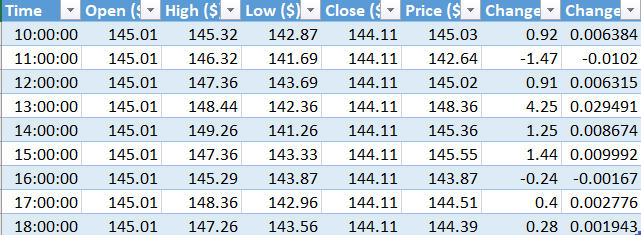 Time Open ($ High ($ Low ($) Close ($ Price ($ Change Change
10:00:00 145.01 145.32 142.87 144.11 145.03 0.92 0.006384
11:00:00 145.01 146.32 141.69 144.11 142.64 -1.47 -0.0102
12:00:00 145.01 147.36 143.69 144.11 145.02 0.91 0.006315
13:00:00 145.01 148.44 142.36 144.11 148.36 4.25 0.029491
14:00:00 145.01 149.26 141.26 144.11 145.36 1.25 0.008674
15:00:00 145.01 147.36 143.33 144.11 145.55 1.44 0.009992
16:00:00 145.01 145.29 143.87 144.11 143.87 -0.24 -0.00167
17:00:00 145.01 148.36 142.96 144.11 144.51 0.4 0.002776
18:00:00 145.01 147.26 143.56 144.11 144.39 0.28 0.001943